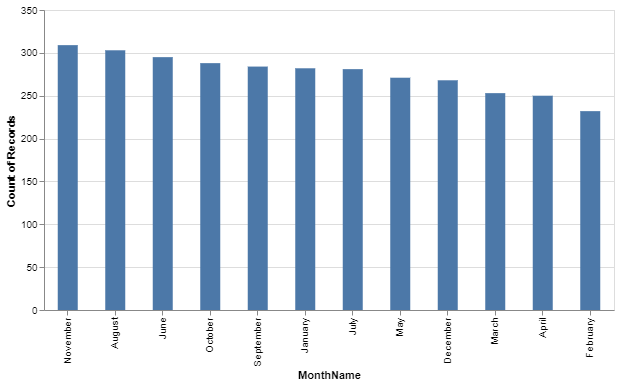 350
300
250
200
150
100
50
0
Count of Records
November
August
June
October
September
January
July
May
December
March
April
February
MonthName